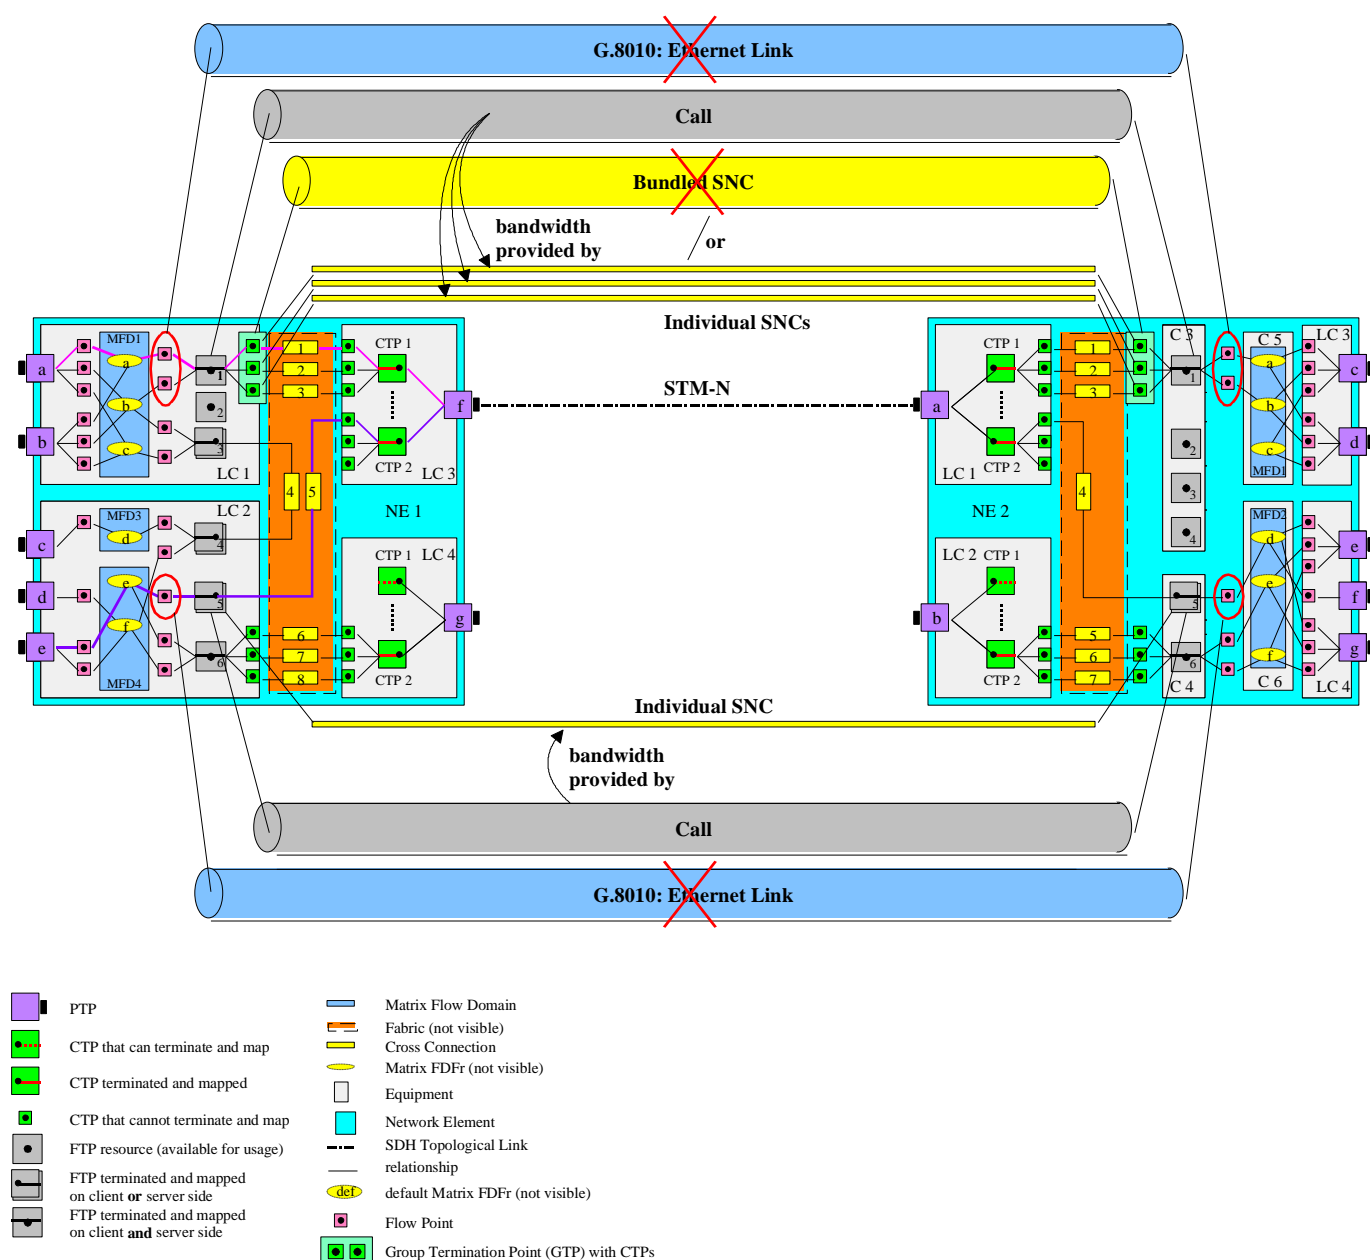 G.8010: Ethernet Link
Call
Bundled SNC
bandwidth
provided by
or
Individual SNCs
STM-N
MFD1
a
b
c
a
b
1
2
3
LC 1
1
2
3
4
5
CTP 1
CTP 2
LC 3
f
NE 1
LC 2
MFD3
d
c
d
e
e
f
MFD4
4
5
6
6
7
8
CTP 1
CTP 2
LC 4
g
a
CTP 1
CTP 2
LC 1
NE 2
LC 2
CTP 1
CTP 2
b
1
2
3
4
5
6
7
C 3
1
2
3
4
C 5
a
b
c
MFD1
LC 3
c
d
5
6
C 4
MFD2
d
e
f
C 6
e
f
g
LC 4
Individual SNC
bandwidth
provided by
Call
G.8010: Ethernet Link
PTP
CTP that can terminate and map
CTP terminated and mapped
CTP that cannot terminate and map
FTP resource (available for usage)
FTP terminated and mapped
on client or server side
FTP terminated and mapped
on client and server side
Matrix Flow Domain
Fabric (not visible)
Cross Connection
Matrix FDFr (not visible)
Equipment
Network Element
SDH Topological Link
relationship
def
default Matrix FDFr (not visible)
Flow Point
Group Termination Point (GTP) with CTPs